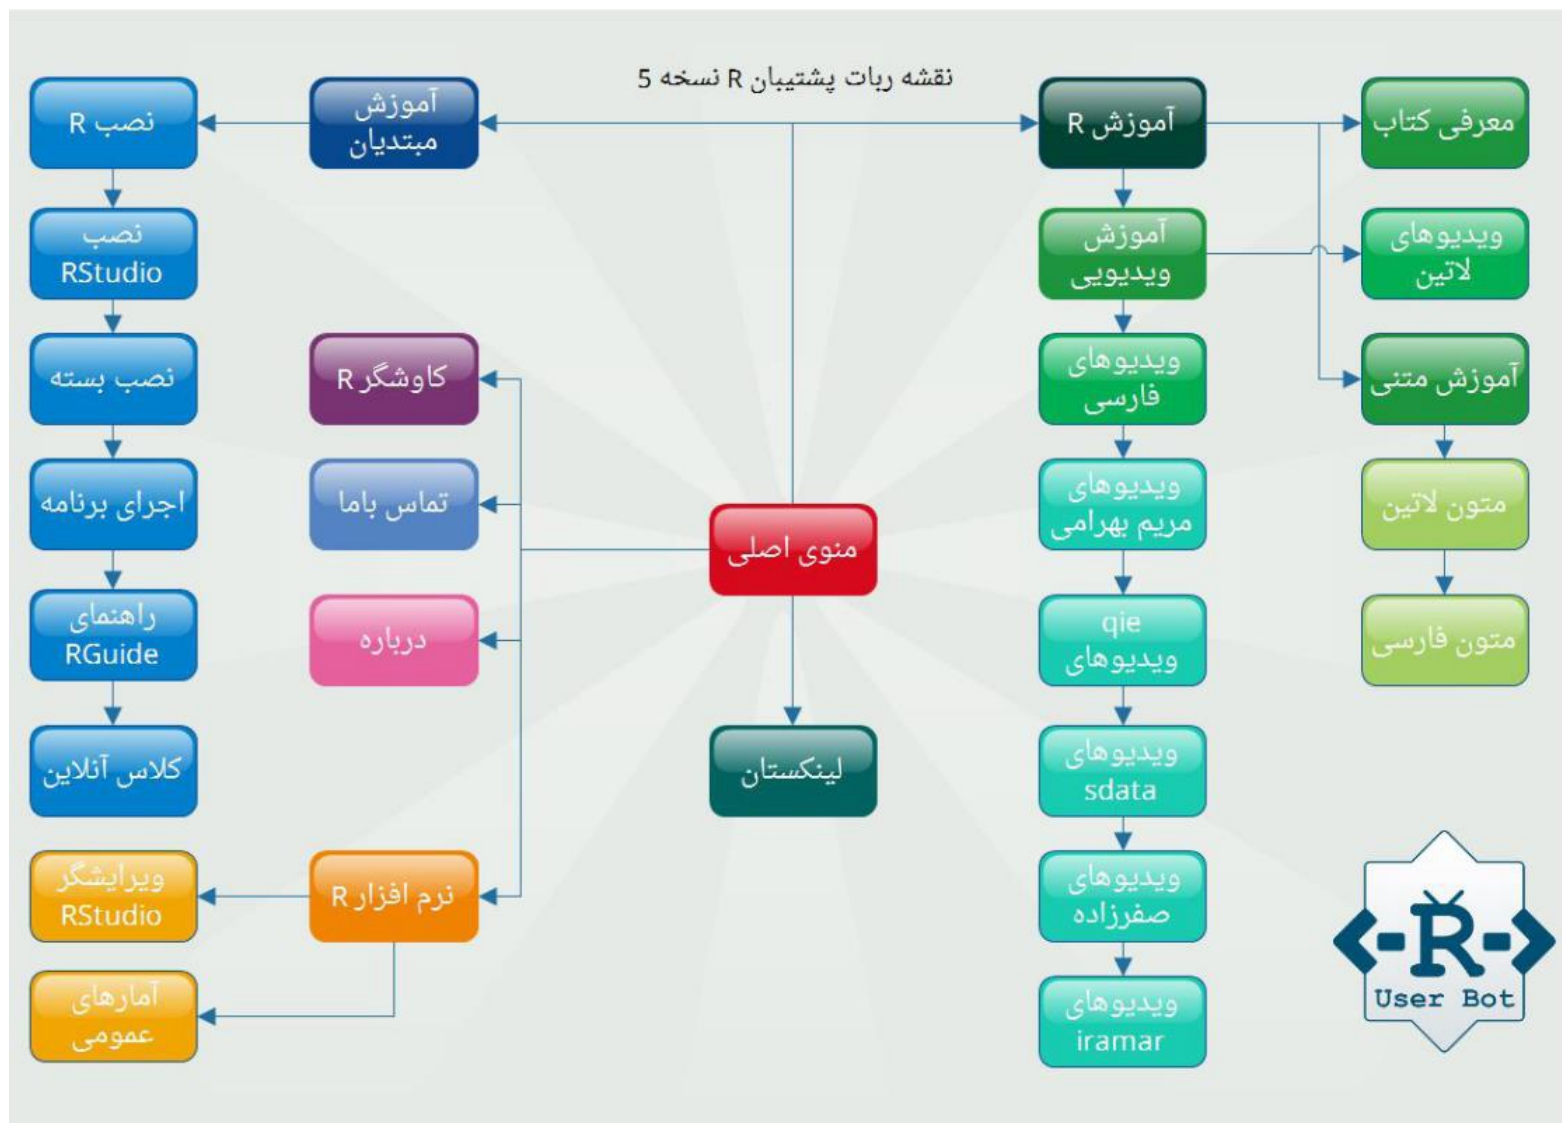 نقشه ربات پشتیبان R نسخه 5
معرفی کتاب
آموزش R
آموزش
مبتدیان
نصب R
ویدیوهای
لاتین
آموزش
ویدیویی
نصب
RStudio
آموزش متنی
ویدیوهای
فارسی
کاوشگر R
نصب بسته
متون لاتین
ویدیوهای
مریم بهرامی
تماس باما
اجرای برنامه
منوی اصلی
متون فارسی
qie
ویدیوهای
درباره
راهنمای
RGuide
ویدیوهای
sdata
لینکستان
کلاس آنلاین
ویدیوهای
صفرزاده
نرم افزار R
ویرایشگر
RStudio
ویدیوهای
iramar
آمارهای
عمومی
<-R->
User Bot